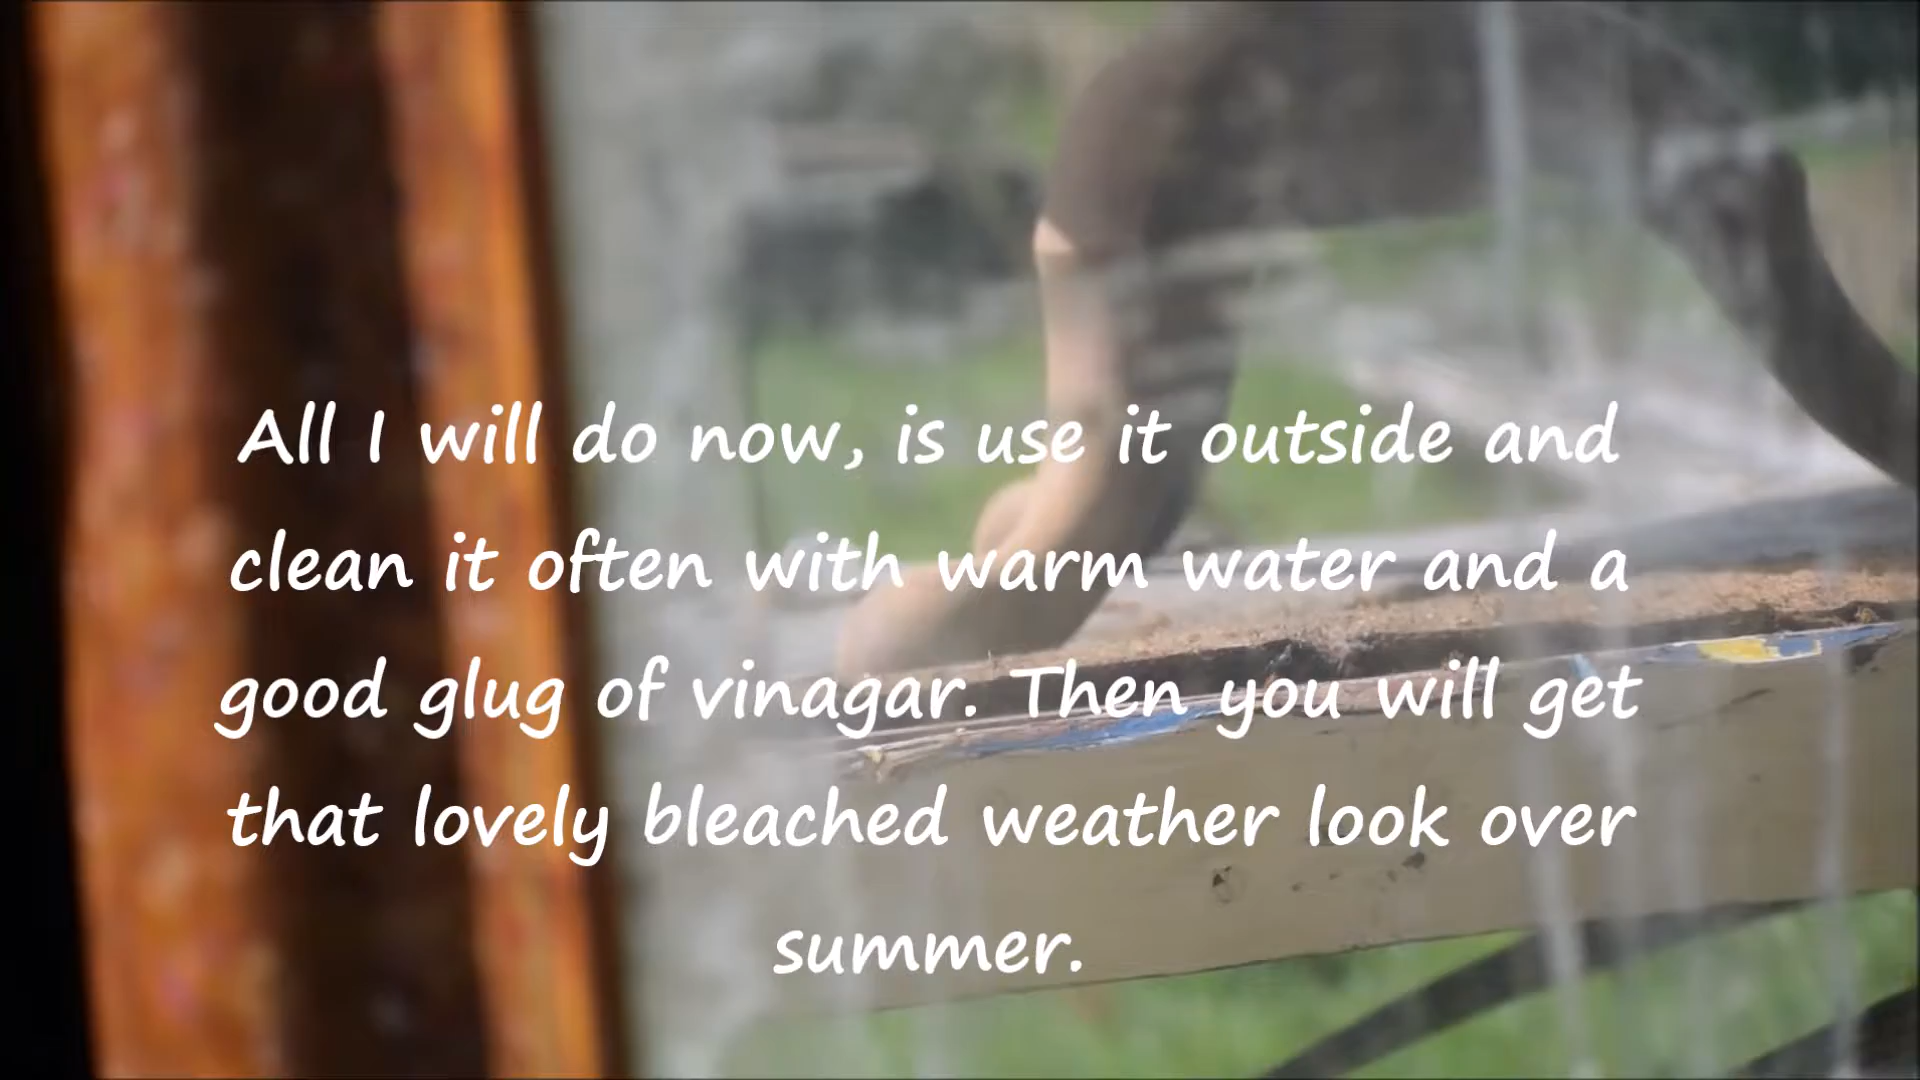 All I will do now, is use it outside and
clean it often with warm water and a
good glug of vinagar. Then you will get
that lovely bleached weather look over
summer.